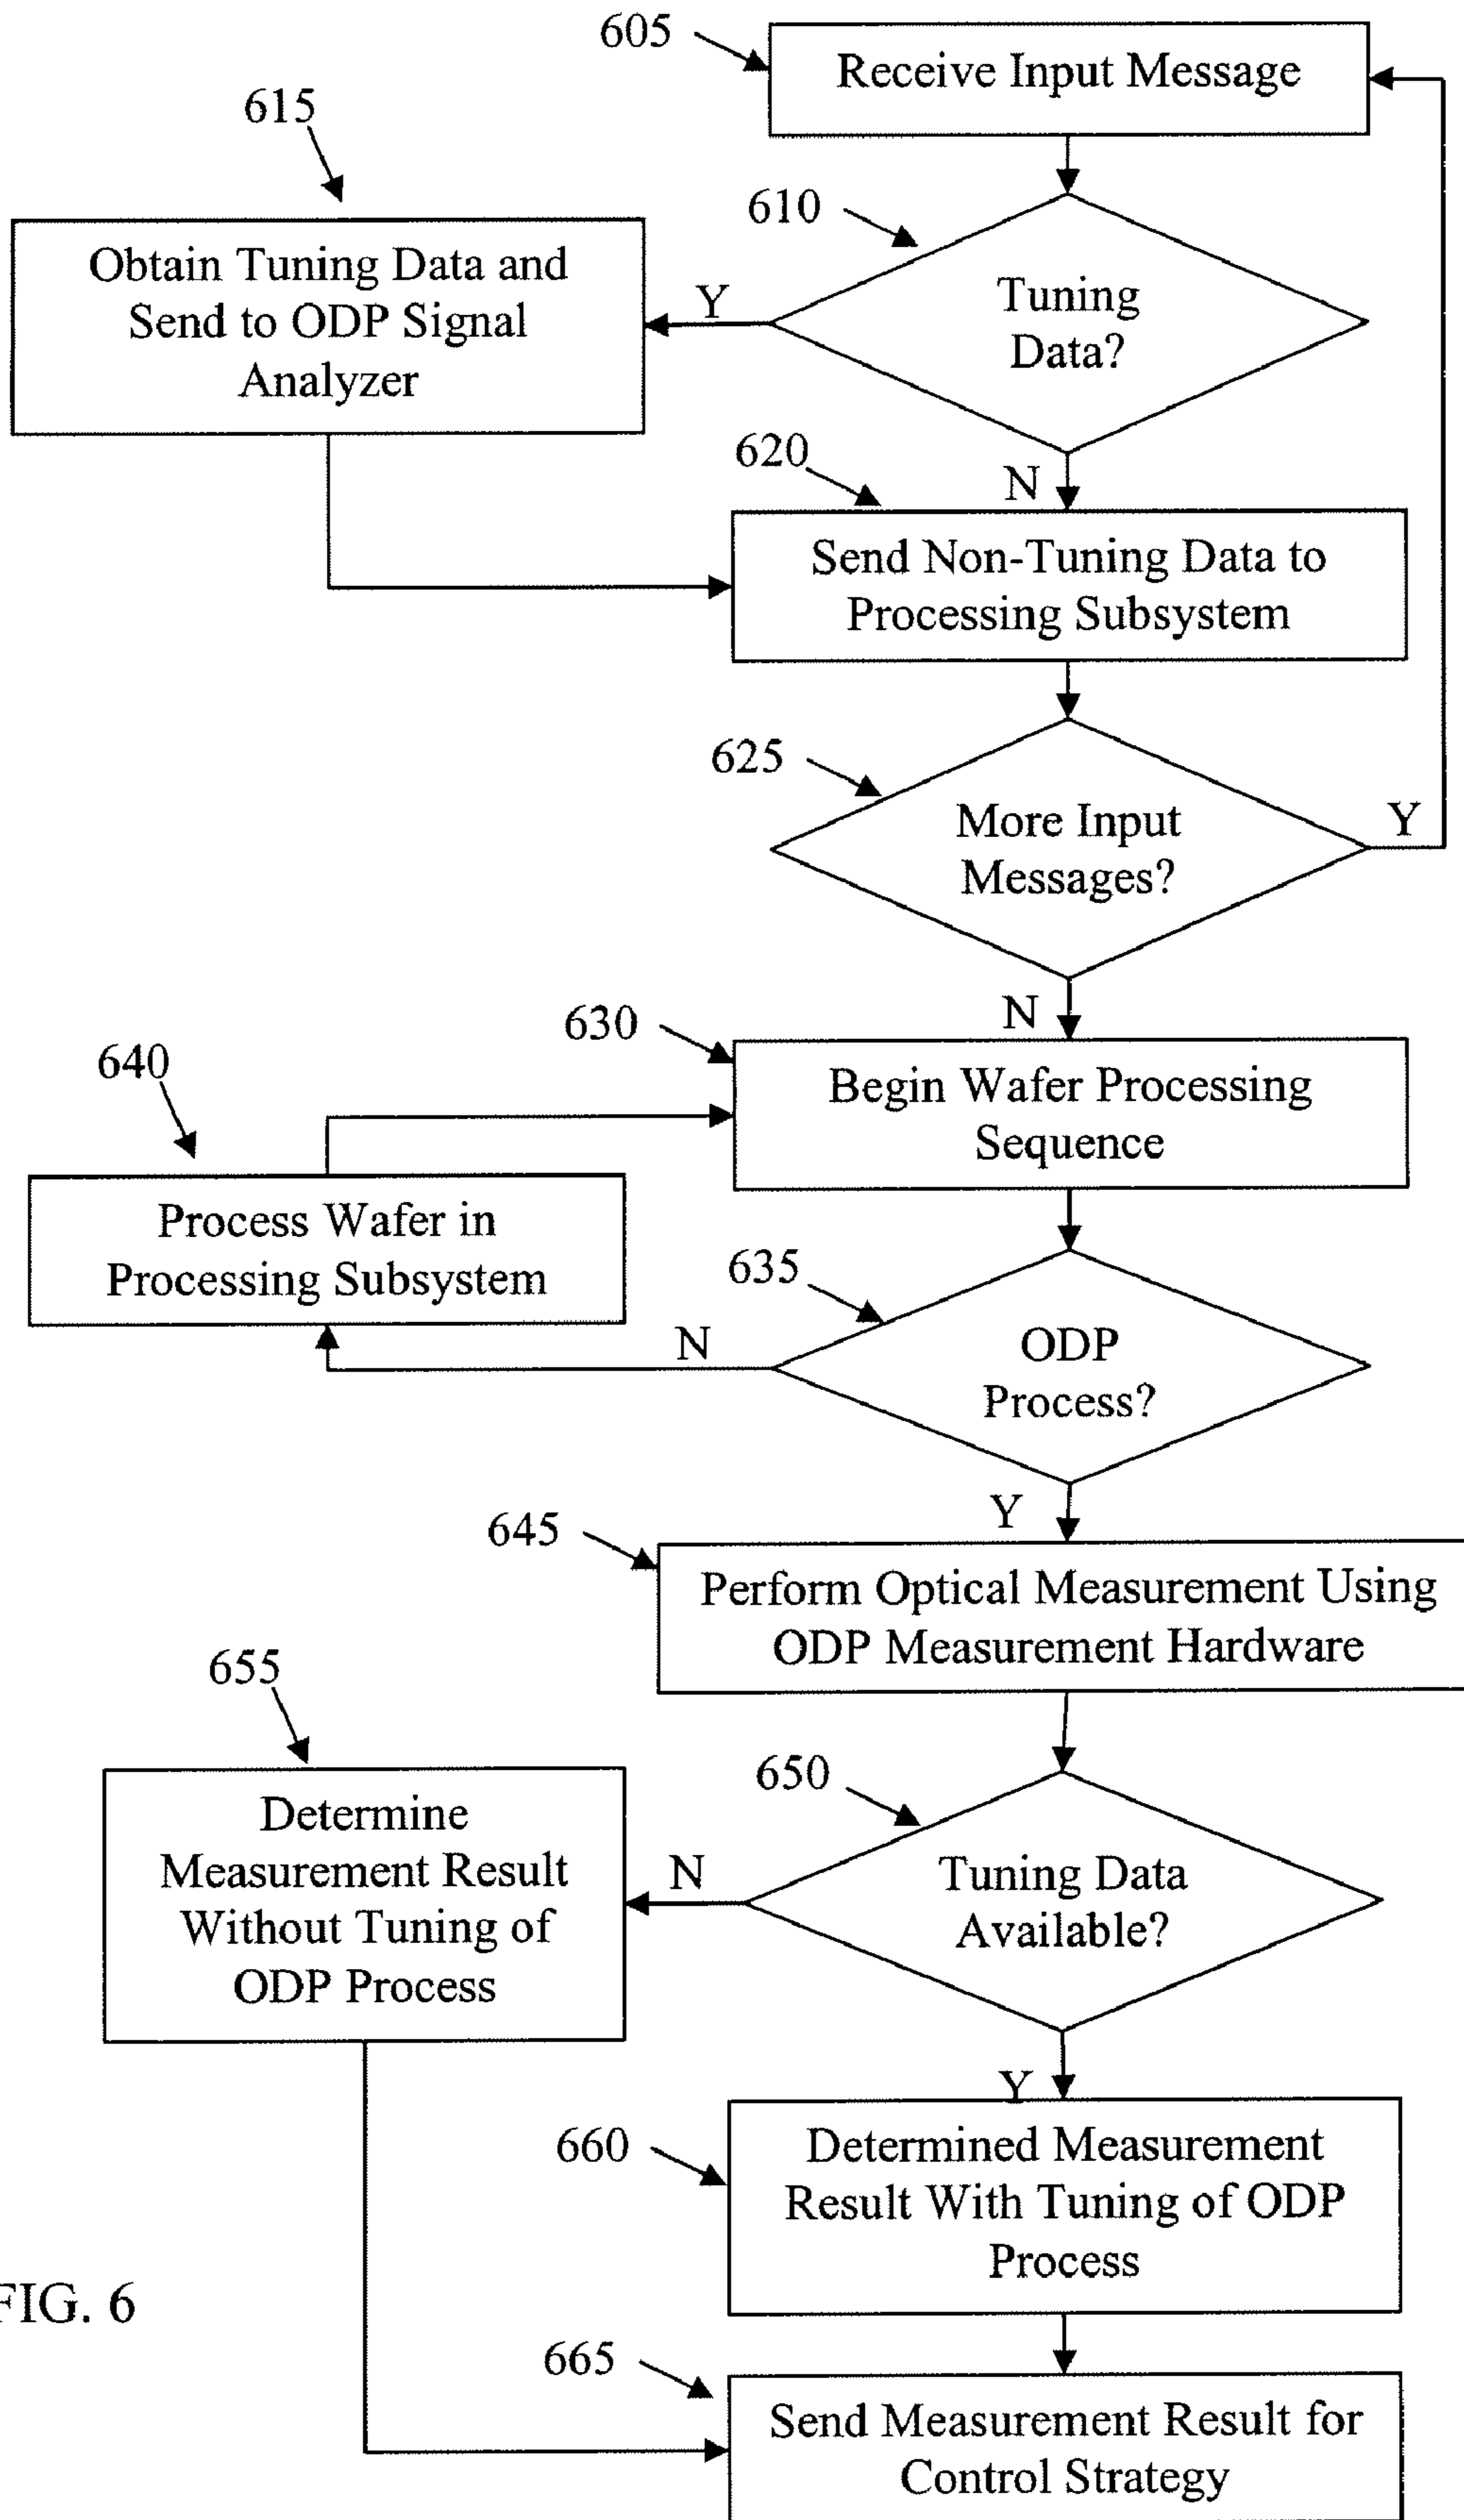 605
Receive Input Message
615
610
Obtain Tuning Data and
Send to ODP Signal
Analyzer
Y
Tuning
Data?
620
N
Send Non-Tuning Data to
Processing Subsystem
625
More Input
Messages?
Y
N
630
Begin Wafer Processing
Sequence
640
Process Wafer in
Processing Subsystem
635
ODP
Process?
N
Y
645
Perform Optical Measurement Using
ODP Measurement Hardware
655
650
Determine
Measurement Result
Without Tuning of
ODP Process
N
Tuning Data
Available?
Y
660
Determined Measurement
Result With Tuning of ODP
Process
FIG. 6
665
Send Measurement Result for
Control Strategy